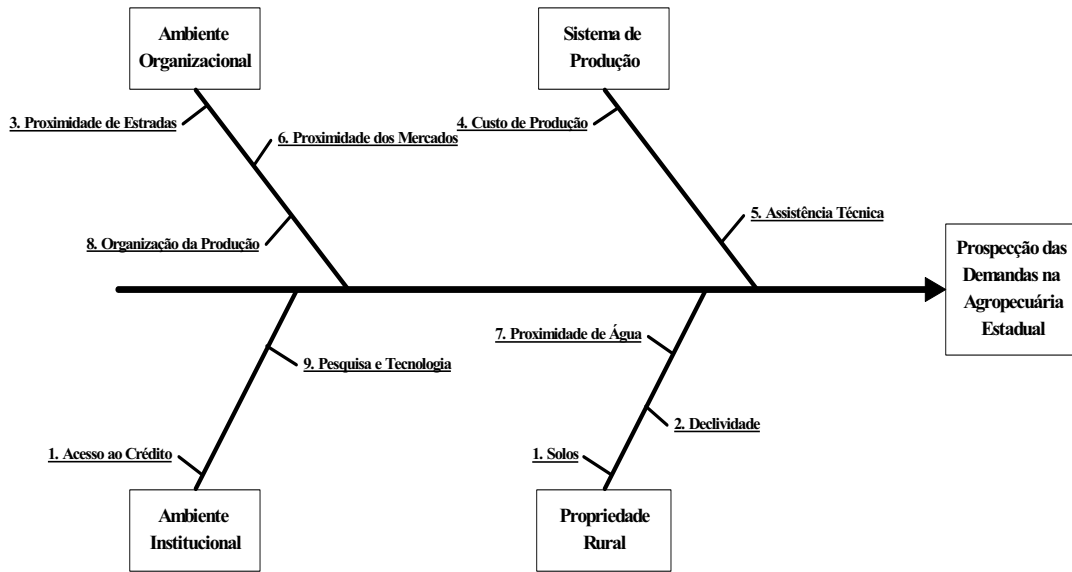 Ambiente
Organizacional
Sistema de
Produção
3. Proximidade de Estradas
6. Proximidade dos Mercados
8. Organização da Produção
4. Custo de Produção
5. Assistência Técnica
Prospecção das
Demandas na
Agropecuária
Estadual
9. Pesquisa e Tecnologia
1. Acesso ao Crédito
7. Proximidade de Água
2. Declividade
1. Solos
Ambiente
Institucional
Propriedade
Rural